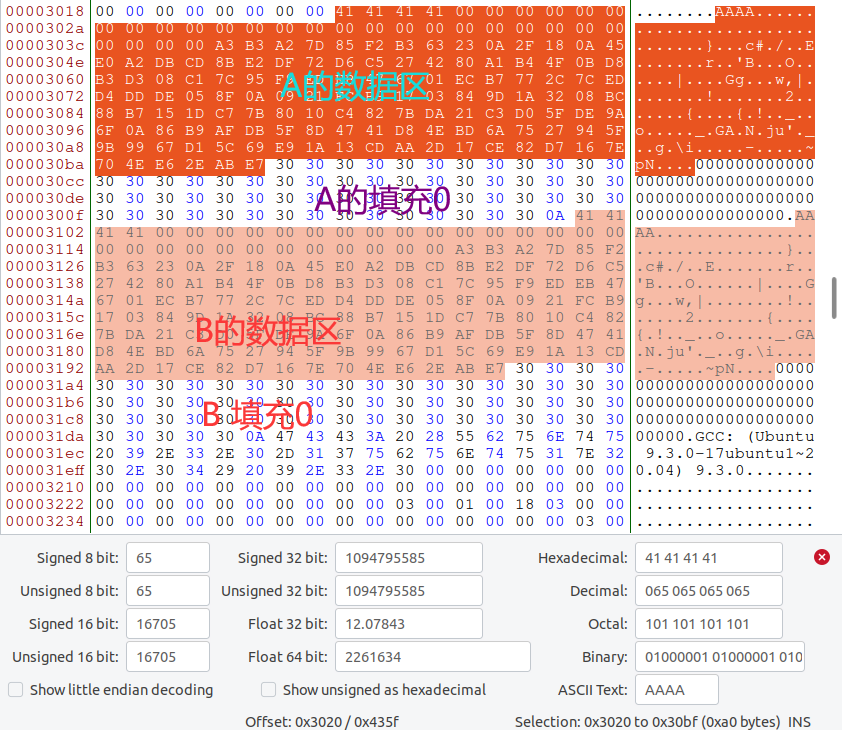 00003018 00 00 00 00 00 00 00 00 41 41 41 41 00 00 00 00 00 00 ........AAAA......
0000302a 00 00 00 00 00 00 00 00 00 00 00 00 00 00 00 00 00 00 ..................
0000303c 00 00 00 00 A3 B3 A2 7D 85 F2 B3 63 23 0A 2F 18 0A 45 .......}...c#./..E
0000304e E0 A2 DB CD 8B E2 DF 72 D6 C5 27 42 80 A1 B4 4F 0B D8 .......r..'B...O..
00003060 B3 D3 08 C1 7C 95 F9 ED EB 47 67 01 EC B7 77 2C 7C ED ....|....Gg...w,|.
A的数据区
00003072 D4 DD DE 05 8F 0A 09 21 FC B9 17 03 84 9D 1A 32 08 BC .......!.......2..
00003084 88 B7 15 1D C7 7B 80 10 C4 82 7B DA 21 C3 D0 5F DE 9A .....{....{.!.._..
00003096 6F 0A 86 B9 AF DB 5F 8D 47 41 D8 4E BD 6A 75 27 94 5F o....._.GA.N.ju'._
000030a8 9B 99 67 D1 5C 69 E9 1A 13 CD AA 2D 17 CE 82 D7 16 7E ..g.\i.....-.....~
000030ba 70 4E E6 2E AB E7 30 30 30 30 30 30 30 30 30 30 30 30 pN....000000000000
000030cc 30 30 30 30 30 30 30 30 30 30 30 30 30 30 30 30 30 30 000000000000000000
000030de 30 30 30 30 30 30 30 30 30 30 30 30 30 30 30 30 30 30 000000000000000000
A的填充0
000030f0 30 30 30 30 30 30 30 30 30 30 30 30 30 30 30 0A 41 41 000000000000000.AA
00003102 41 41 00 00 00 00 00 00 00 00 00 00 00 00 00 00 00 00 AA................
00003114 00 00 00 00 00 00 00 00 00 00 00 00 A3 B3 A2 7D 85 F2 ...............}..
00003126 B3 63 23 0A 2F 18 0A 45 E0 A2 DB CD 8B E2 DF 72 D6 C5 .c#./..E.......r..
00003138 27 42 80 A1 B4 4F 0B D8 B3 D3 08 C1 7C 95 F9 ED EB 47 'B...O......|....G
0000314a 67 01 EC B7 77 2C 7C ED D4 DD DE 05 8F 0A 09 21 FC B9 g...w,|........!..
0000315c 17 03 84 9D 1A 32 08 BC 88 B7 15 1D C7 7B 80 10 C4 82 .....2.......{....
B的数据区
0000316e 7B DA 21 C3 D0 5F DE 9A 6F 0A 86 B9 AF DB 5F 8D 47 41 {.!.._..o....._.GA
00003180 D8 4E BD 6A 75 27 94 5F 9B 99 67 D1 5C 69 E9 1A 13 CD .N.ju'._..g.\i....
00003192 AA 2D 17 CE 82 D7 16 7E 70 4E E6 2E AB E7 30 30 30 30 .-.....~pN....0000
000031a4 30 30 30 30 30 30 30 30 30 30 30 30 30 30 30 30 30 30 000000000000000000
000031b6 30 30 30 30 30 30 30 30 30 30 30 30 30 30 30 30 30 30 000000000000000000
000031c8 30 30 30 30 30 30 30 30 30 30 30 30 30 30 30 30 30 30 000000000000000000
B 填充0
000031da 30 30 30 30 30 0A 47 43 43 3A 20 28 55 62 75 6E 74 75 00000.GCC: (Ubuntu
000031ec 20 39 2E 33 2E 30 2D 31 37 75 62 75 6E 74 75 31 7E 32 9.3.0-17ubuntu1~2
000031fe 30 2E 30 34 29 20 39 2E 33 2E 30 00 00 00 00 00 00 00 0.04) 9.3.0.......
00003210 00 00 00 00 00 00 00 00 00 00 00 00 00 00 00 00 00 00 ..................
00003222 00 00 00 00 00 00 00 00 00 00 03 00 01 00 18 03 00 00 ..................
00003234 00 00 00 00 00 00 00 00 00 00 00 00 00 00 00 00 03 00 ..................
Signed 8 bit: 65 Signed 32 bit: 1094795585 Hexadecimal: 41 41 41 41
Unsigned 8 bit: 65 Unsigned 32 bit: 1094795585 Decimal: 065 065 065 065
Signed 16 bit: 16705 Float 32 bit: 12.07843 Octal: 101 101 101 101
Unsigned 16 bit: 16705 Float 64 bit: 2261634 Binary: 01000001 01000001 010
Show little endian decoding Show unsigned as hexadecimal ASCII Text: AAAA
Offset: 0x3020 / 0x435f Selection: 0x3020 to 0x30bf (0xa0 bytes) INS